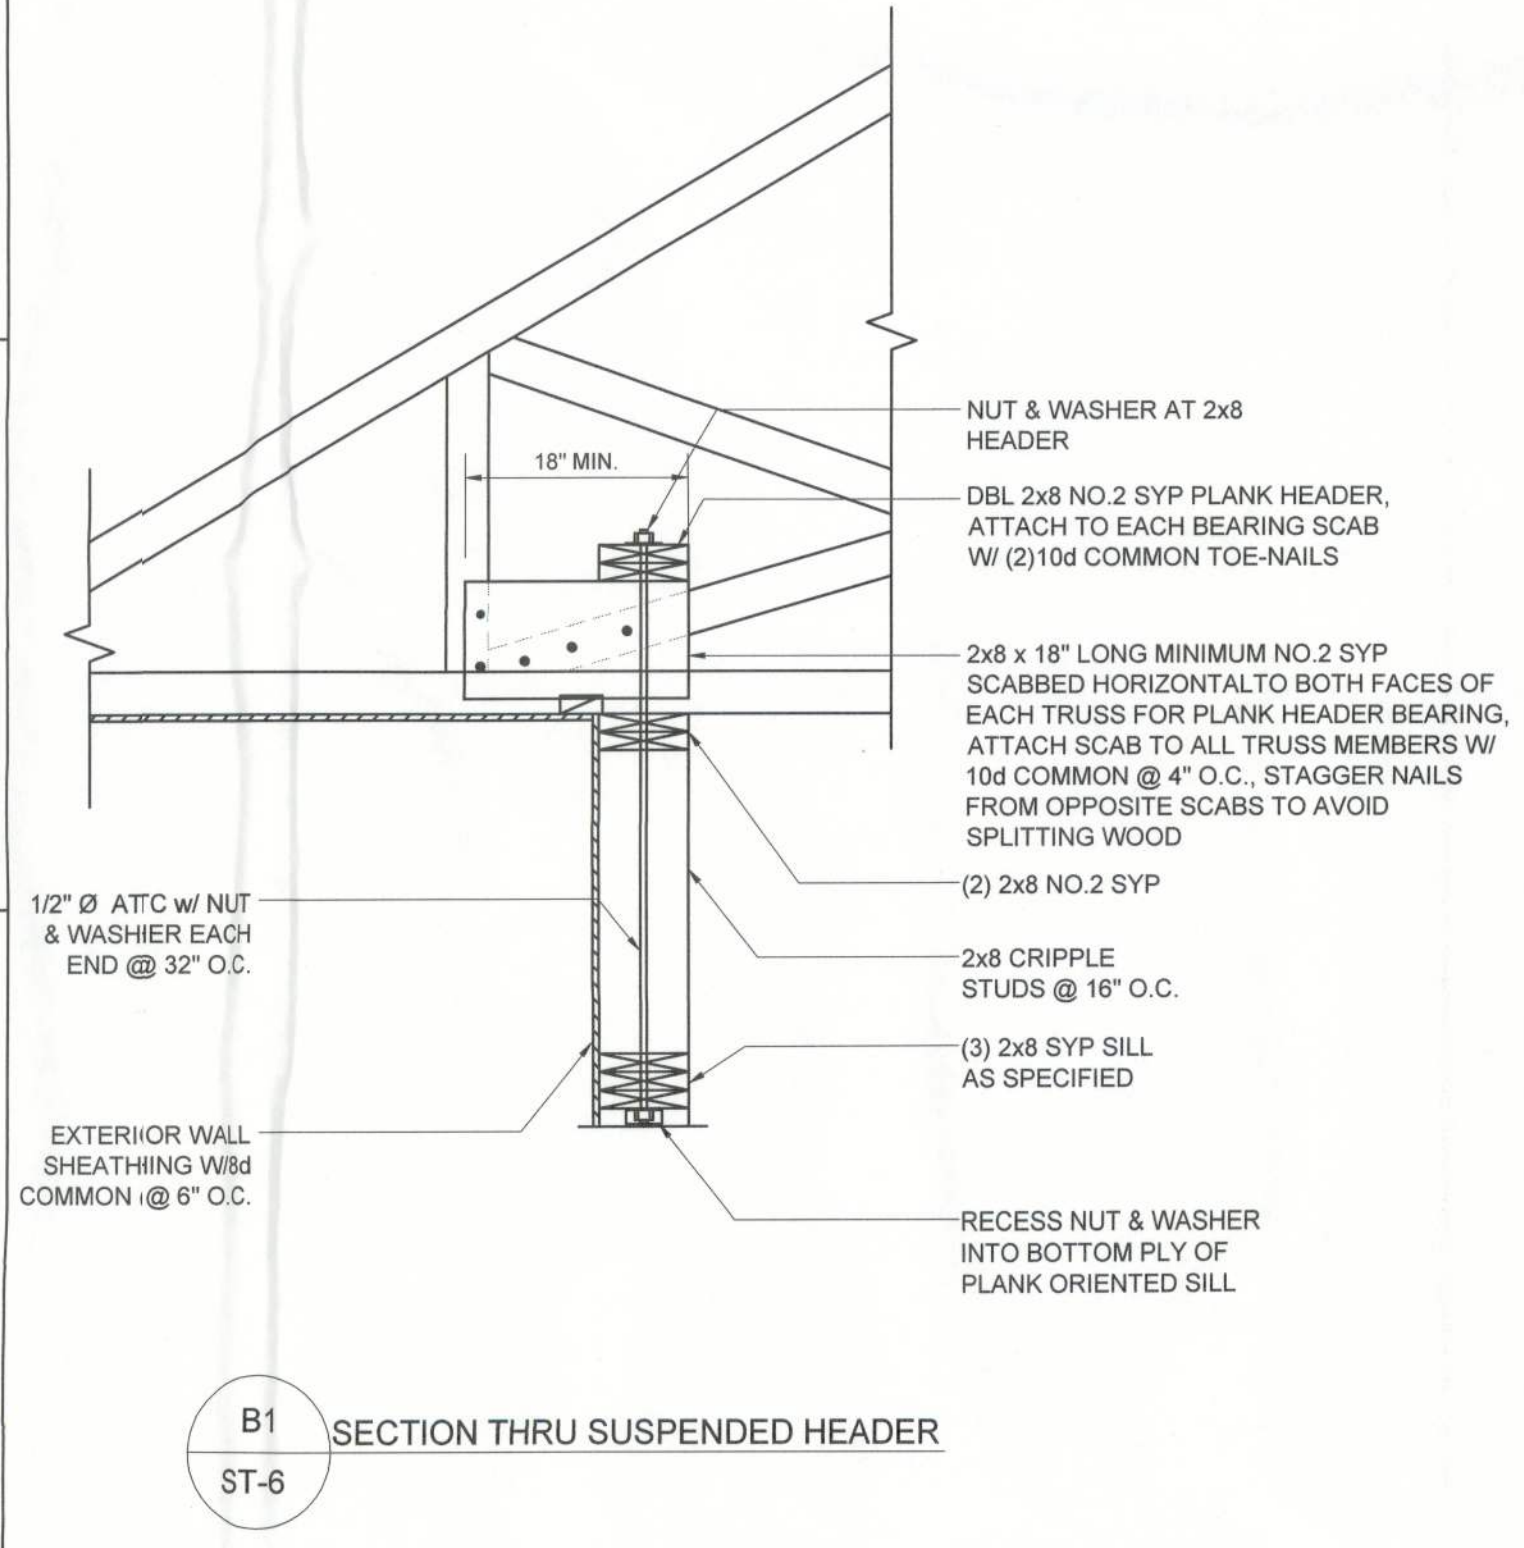 NUT & WASHER AT 2x8
HEADER
18" MIN.
DBL 2x8 NO.2 SYP PLANK HEADER,
ATTACH TO EACH BEARING SCAB
W/ (2)10d COMMON TOE-NAILS
2x8 x 18" LONG MINIMUM NO.2 SYP
SCABBED HORIZONTALTO BOTH FACES OF
EACH TRUSS FOR PLANK HEADER BEARING,
ATTACH SCAB TO ALL TRUSS MEMBERS W/
10d COMMON @ 4" O.C., STAGGER NAILS
FROM OPPOSITE SCABS TO AVOID
SPLITTING WOOD
(2) 2x8 NO.2 SYP
1/2" Ø ATTC w/ NUT
& WASHER EACH
END @ 32" O.C.
2x8 CRIPPLE
STUDS @ 16" O.C.
(3) 2x8 SYP SILL
AS SPECIFIED
EXTERIOR WALL
SHEATHING W/8d
COMMON @ 6" O.C.
RECESS NUT & WASHER
INTO BOTTOM PLY OF
PLANK ORIENTED SILL
B1
SECTION THRU SUSPENDED HEADER
ST-6